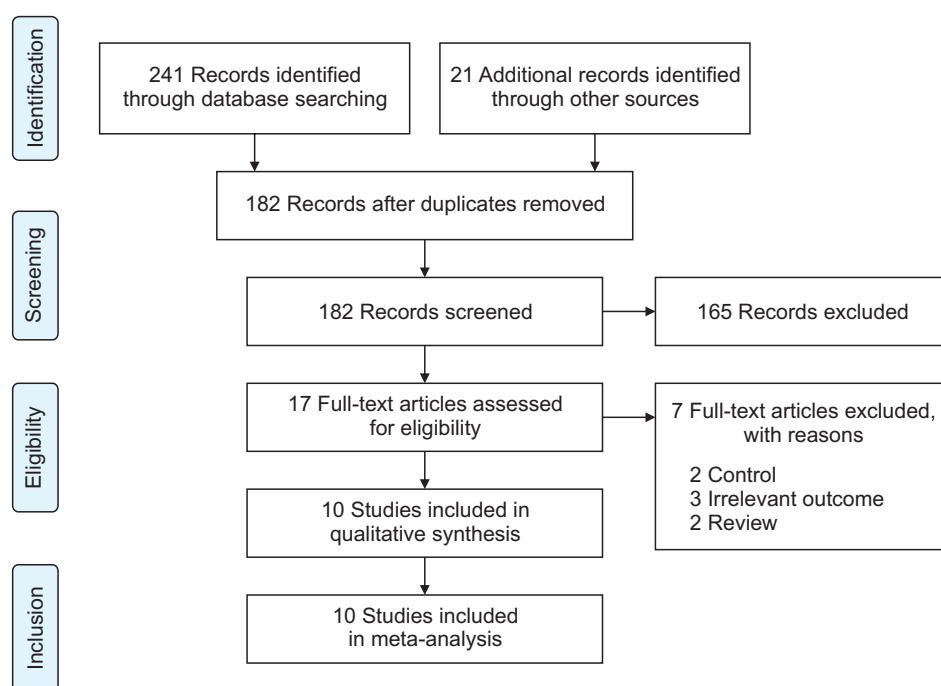 Identification
241 Records identified
through database searching
21 Additional records identified
through other sources
182 Records after duplicates removed
Screening
182 Records screened
165 Records excluded
Eligibility
17 Full-text articles assessed
for eligibility
7 Full-text articles excluded,
with reasons
2 Control
3 Irrelevant outcome
2 Review
10 Studies included in
qualitative synthesis
Inclusion
10 Studies included
in meta-analysis